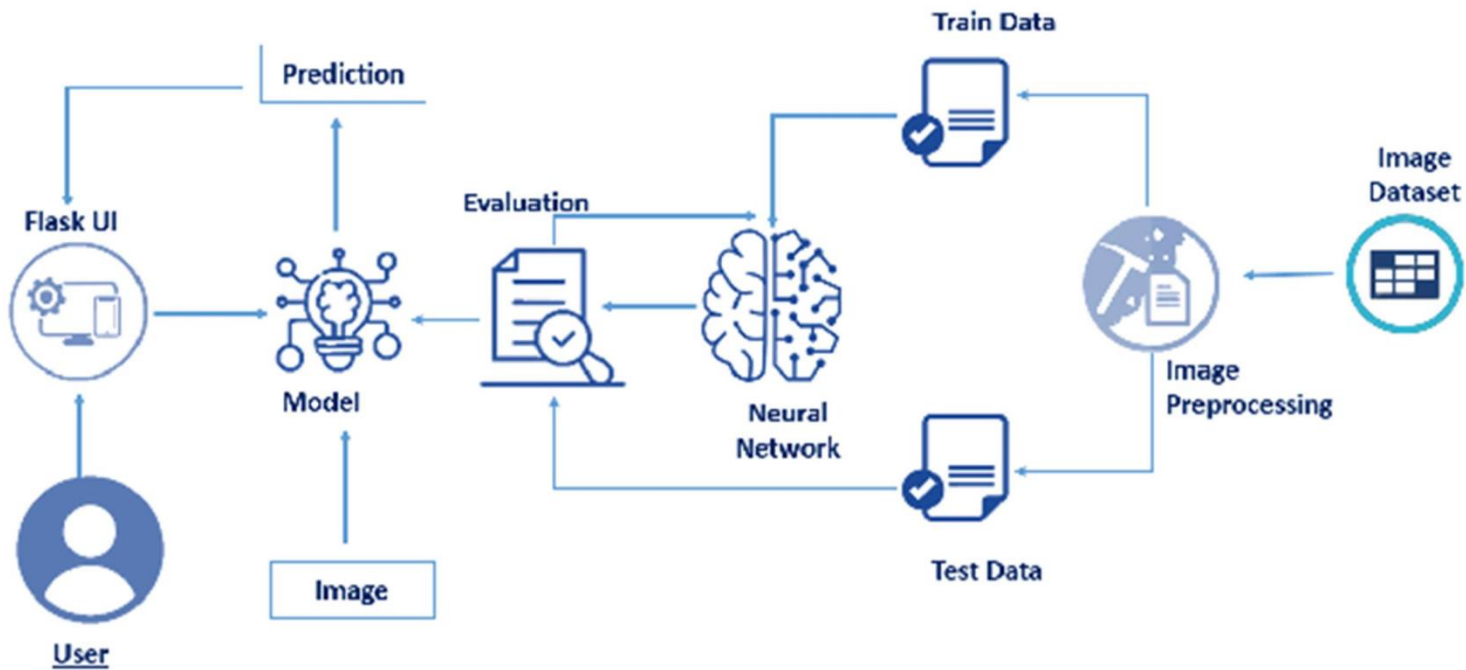 Train Data
Prediction
Image
Dataset
Evaluation
Flask UI
Image
Preprocessing
Model
Neural
Network
Test Data
Image
User